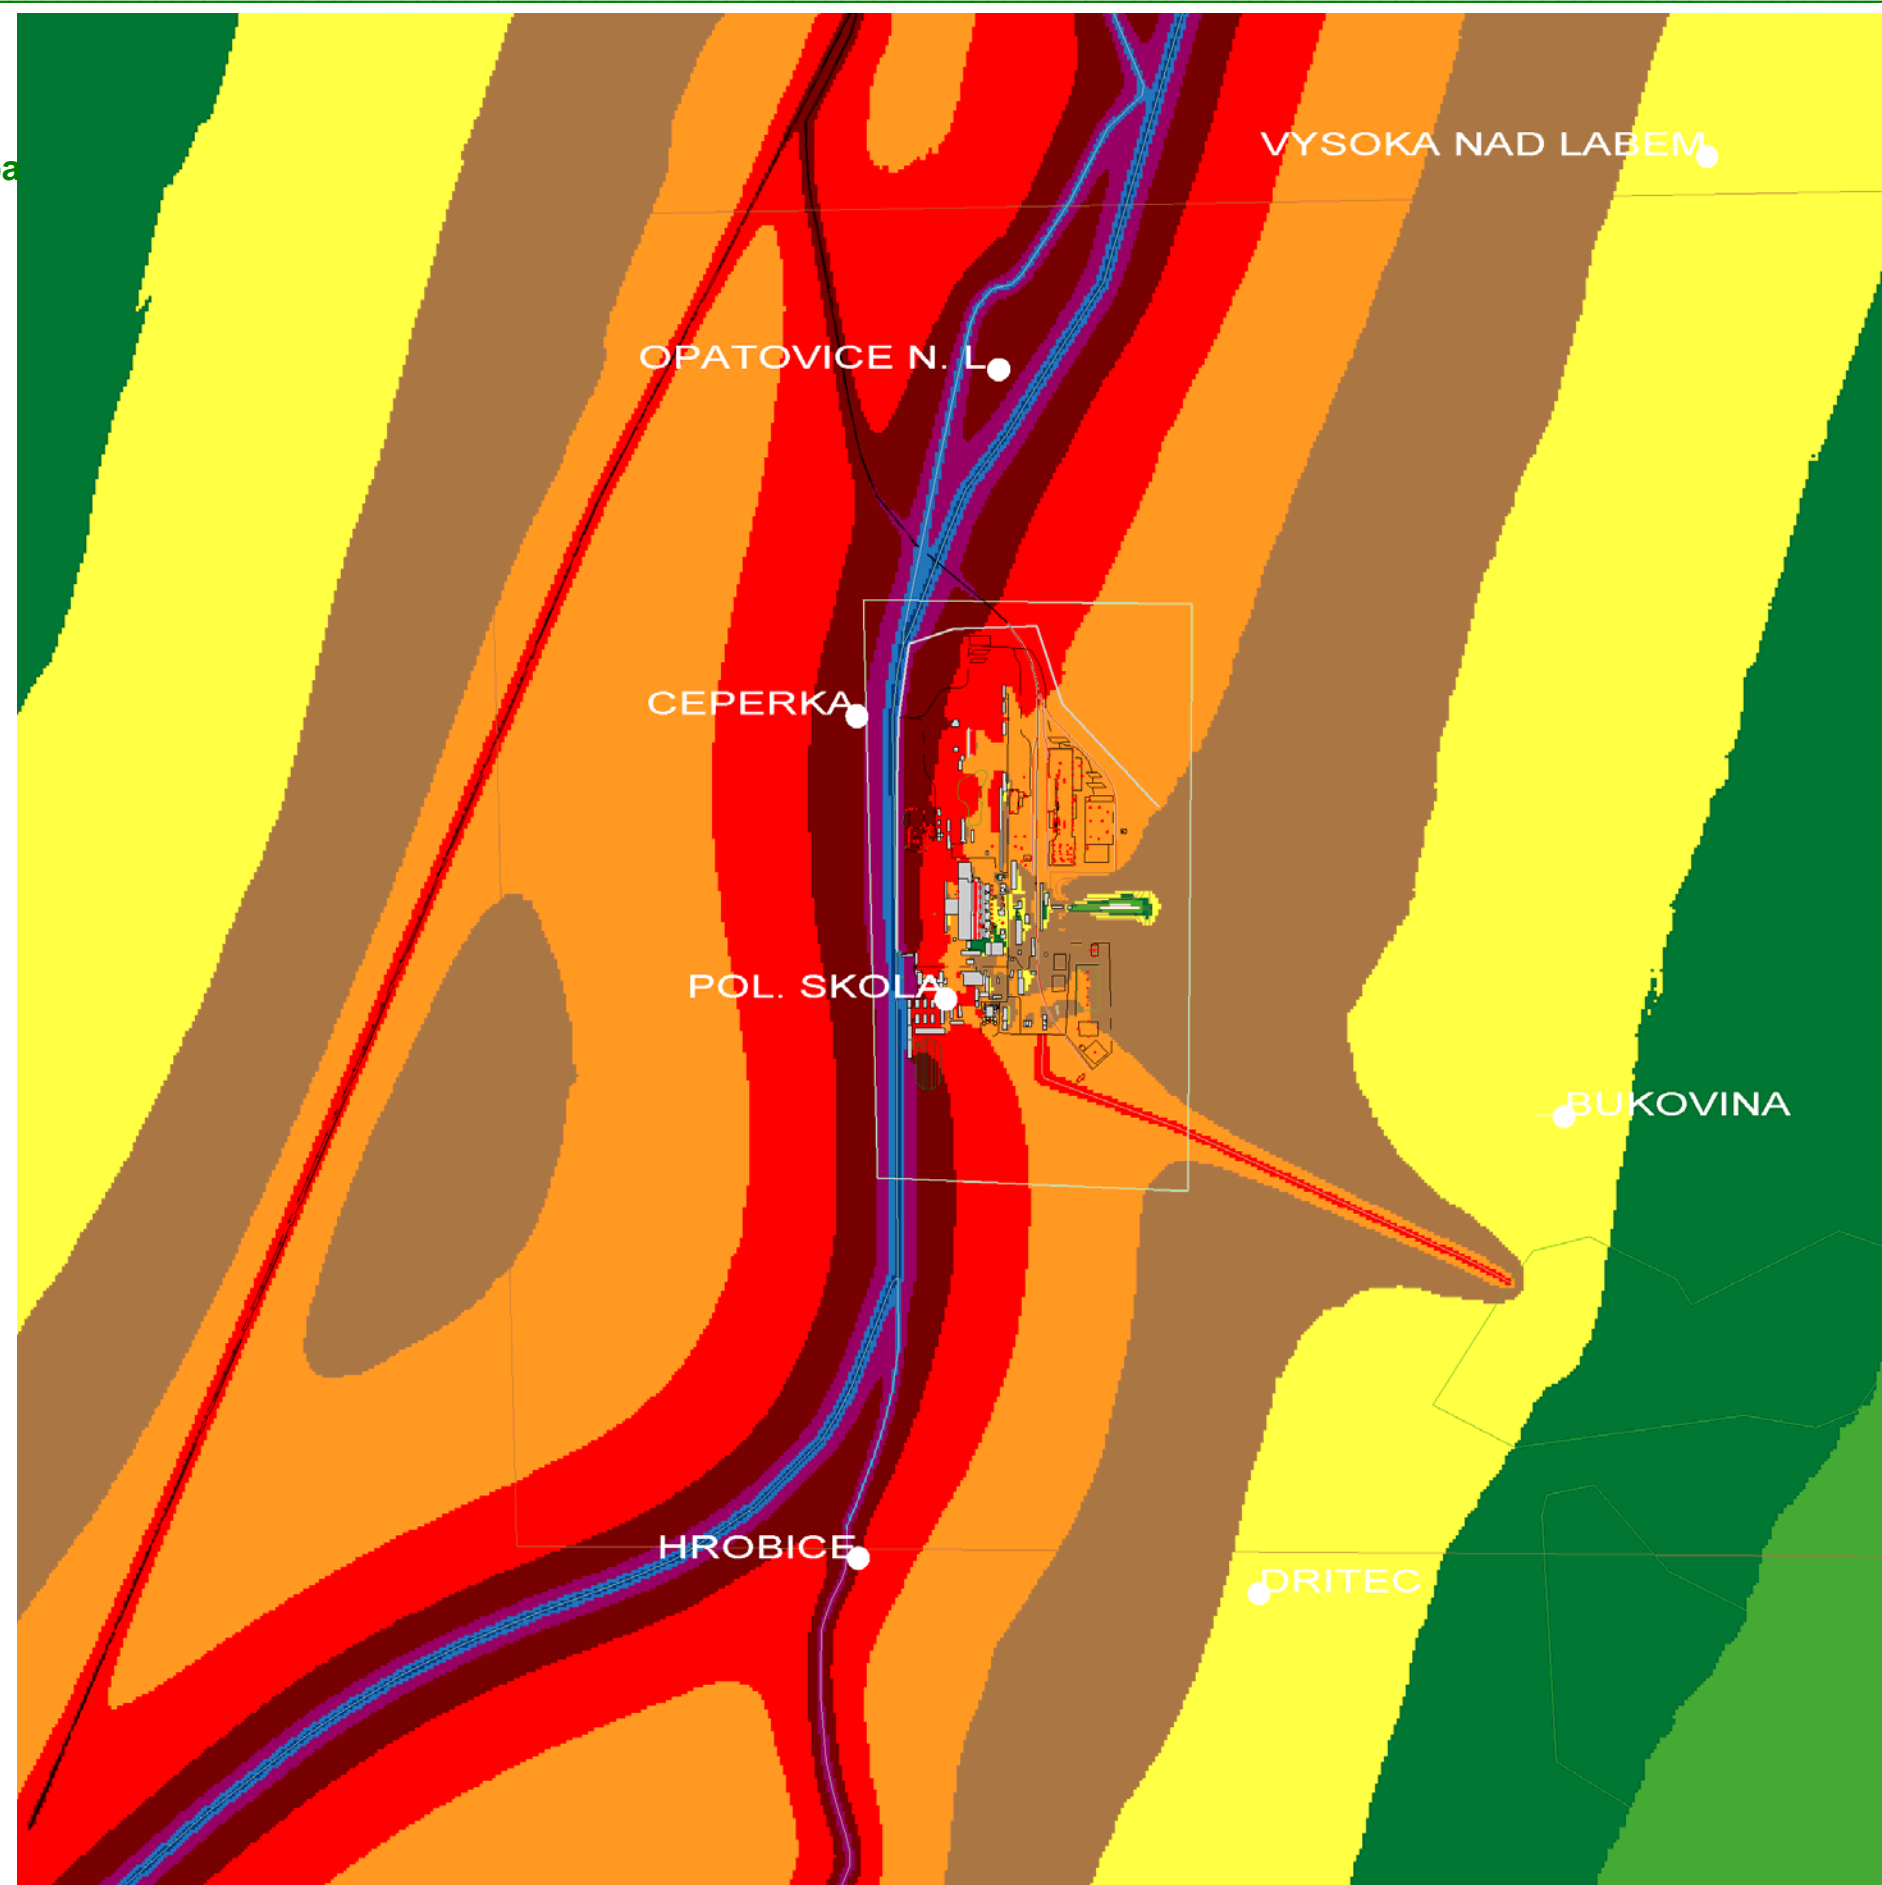 VYSOKA NAD LABEM
a
OPATOVICE N. L
CEPERKA
POL. SKOLA
BUKOVINA
HROBICE
DRITEC